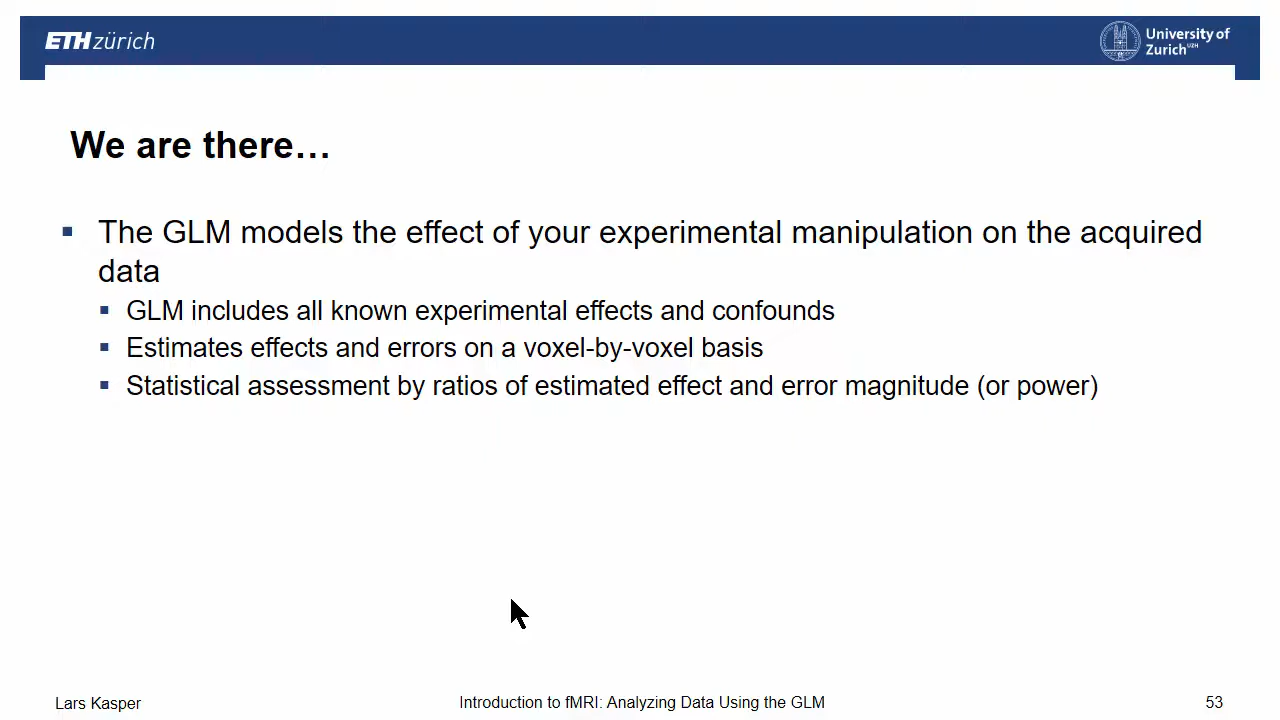 ETH zürich
University of
Zurich UZH
We are there…
The GLM models the effect of your experimental manipulation on the acquired
data
GLM includes all known experimental effects and confounds
Estimates effects and errors on a voxel-by-voxel basis
Statistical assessment by ratios of estimated effect and error magnitude (or power)
Lars Kasper
Introduction to fMRI: Analyzing Data Using the GLM
53